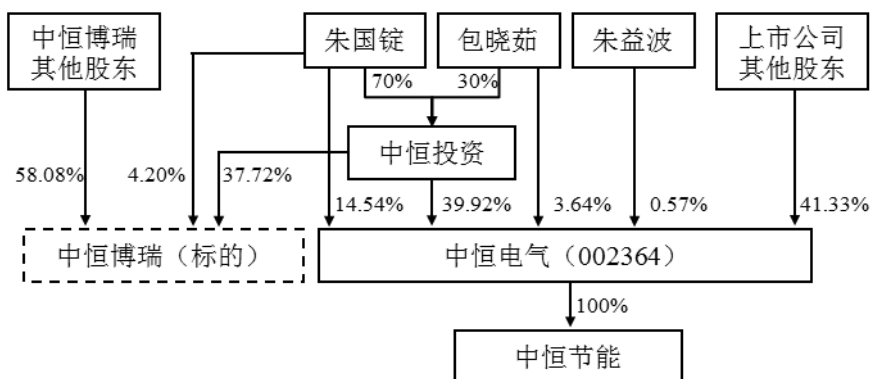 中恒博瑞
其他股东
朱国锭
包晓茹
朱益波
上市公司
其他股东
70%
30%
中恒投资
58.08%
4.20%
37.72%
14.54%
39.92%
3.64%
0.57%
41.33%
中恒博瑞（标的）
中恒电气（002364）
100%
中恒节能